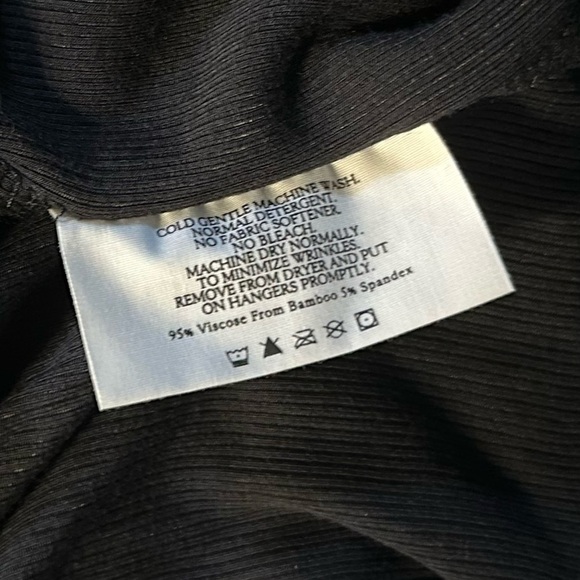 COLD GENTLE MACHINE WASH.
NORMAL DETERGENT.
NO FABRIC SOFTENER.
NO BLEACH.
MACHINE DRY NORMALLY.
TO MINIMIZE WRINKLES.
REMOVE FROM DRYER AND PUT
ON HANGERS PROMPTLY.
95% Viscose From Bamboo 5% Spandex